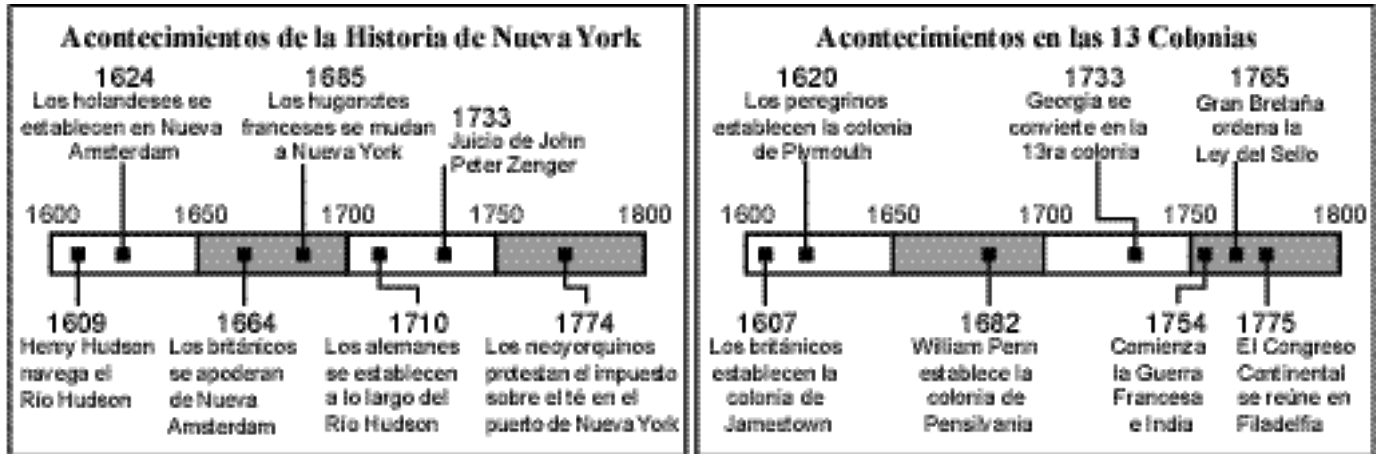 Acontecimientos de la Historia de Nueva York
1624
Los holandeses se
establecen en Nueva
Amsterdam
1685
Los hugonotes
franceses se mudan
a Nueva York
1733
Juicio de John
Peter Zenger
1600 1650 1700 1750 1800
1609
Henry Hudson
navega el
Río Hudson
1664
Los británicos
se apoderan
de Nueva
Amsterdam
1710
Los alemanes
se establecen
a lo largo del
Río Hudson
1774
Los neoyorquinos
protestan el impuesto
sobre el té en el
puerto de Nueva York
Acontecimientos en las 13 Colonias
1620
Los peregrinos
establecen la colonia
de Plymouth
1733
Georgia se
convierte en la
13ra colonia
1765
Gran Bretaña
ordena la
Ley del Sello
1600 1650 1700 1750 1800
1607
Los británicos
establecen la
colonia de
Jamestown
1682
William Penn
establece la
colonia de
Pensilvania
1754
Comienza
la Guerra
Francesa
e India
1775
El Congreso
Continental
se reúne en
Filadelfia